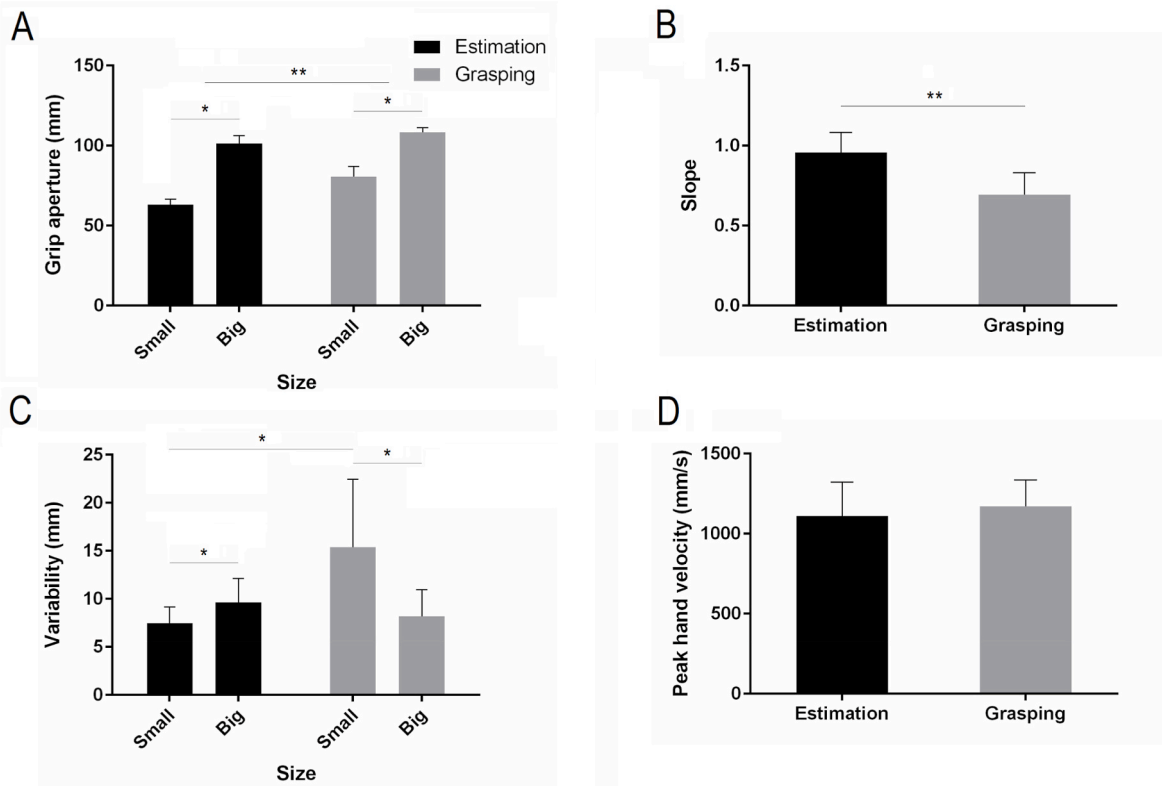 A
Estimation
Grasping
150
100
50
0
Grip aperture (mm)
**
*
*
Small
Big
Small
Big
Size
B
1.5
1.0
0.5
0.0
Slope
**
Estimation
Grasping
C
25
20
15
10
5
0
Variability (mm)
*
*
*
Small
Big
Small
Big
Size
D
1500
1000
500
0
Peak hand velocity (mm/s)
Estimation
Grasping